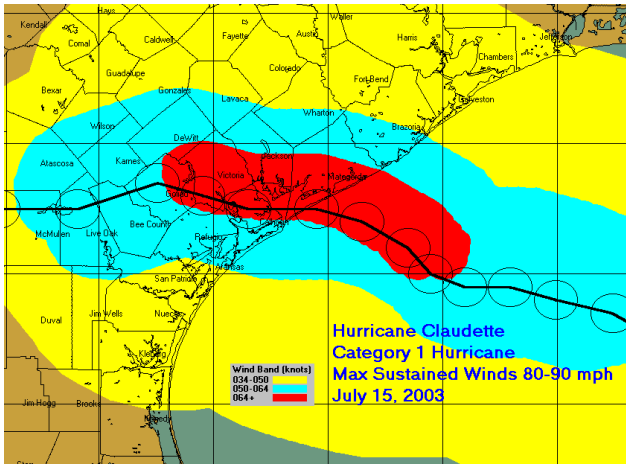 Hays
Waller
Kendall
Caldwell
Fayette
Austin
Harris
Jefferson
Comal
Chambers
Guadalupe
Colorado
Fort Bend
Bexar
Gonzales
Lavaca
Galveston
Wharton
Wilson
Brazoria
DeWitt
Atascosa
Karnes
Jackson
Victoria
Matagorda
Goliad
McMullen
Live Oak
Bee County
Calhoun
Refugio
Aransas
San Patricio
Duval
Jim Wells
Nueces
Hurricane Claudette
Category 1 Hurricane
Kleberg
Max Sustained Winds 80-90 mph
July 15, 2003
Wind Band (knots)
034-050
050-064
064+
Jim Hogg
Brooks
Kenedy
Starr